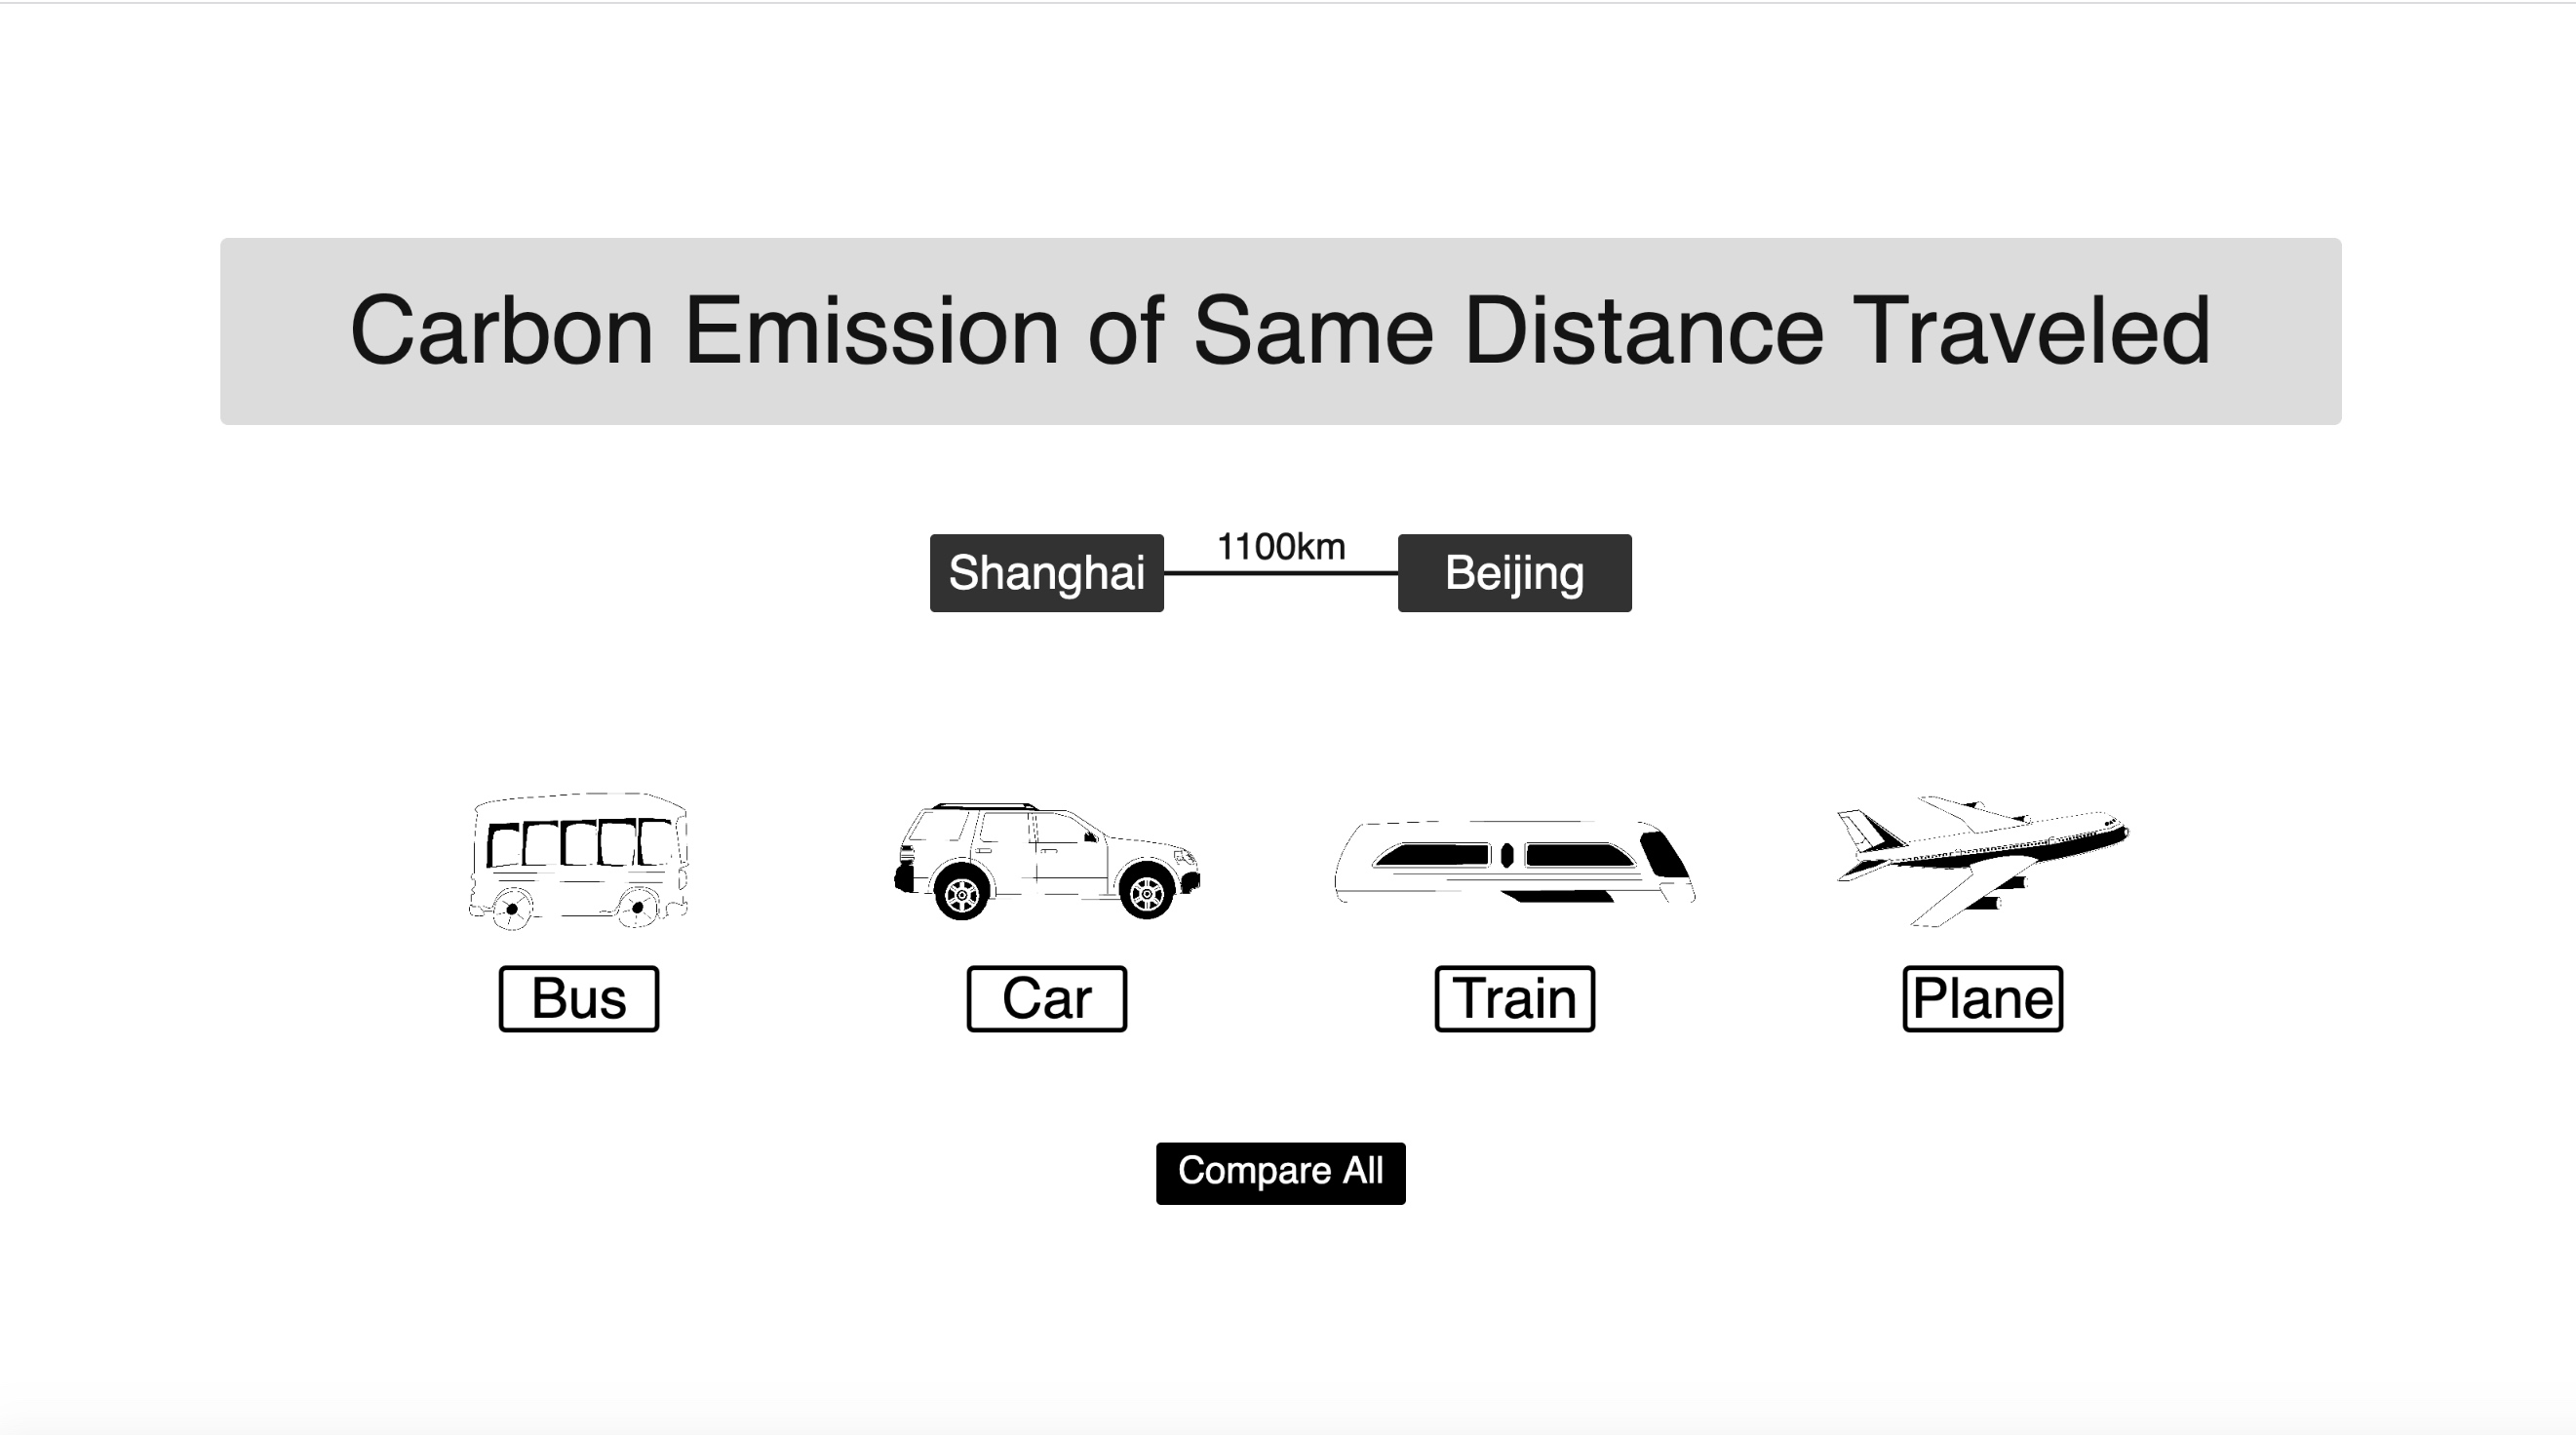 Carbon Emission of Same Distance Traveled
Shanghai 1100km Beijing
Bus Car Train Plane
Compare All